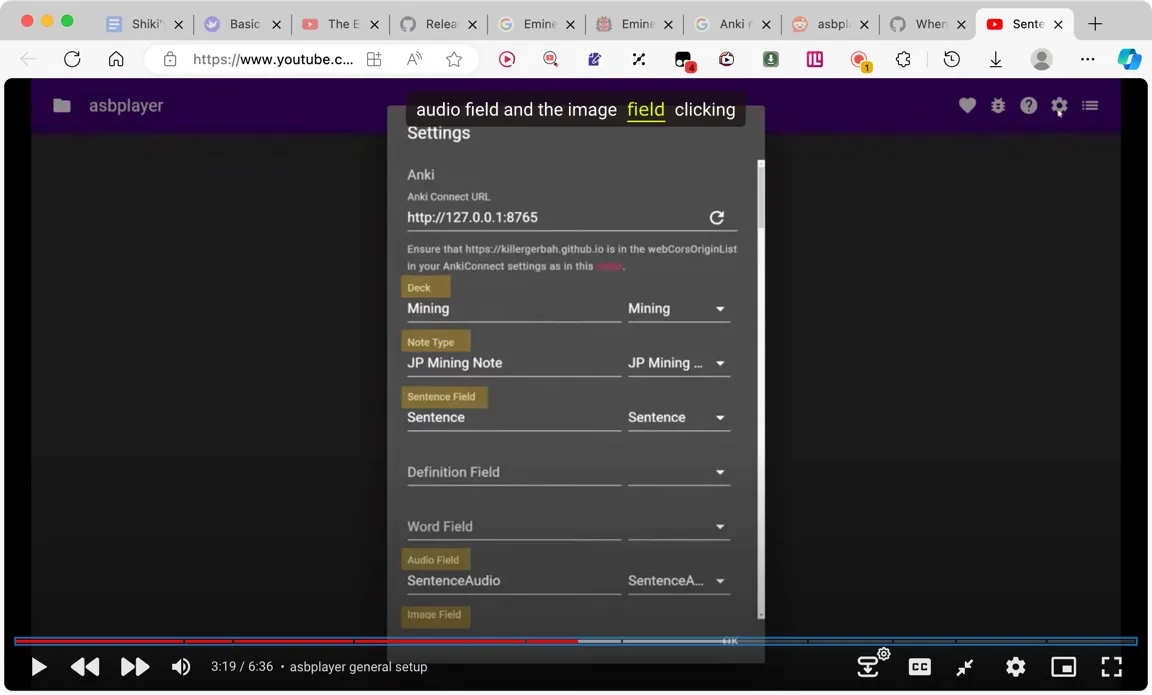 Shiki'
Basic
The E
Relea
Emine
Emine
Anki r
asbpl
When
Sente
https://www.youtube.c...
4
1
asbplayer
audio field and the image field clicking
Settings
Anki
Anki Connect URL
http://127.0.0.1:8765
Ensure that https://killergerbah.github.io is in the webCorsOriginList
in your AnkiConnect settings as in this
Deck
Mining
Mining
Note Type
JP Mining Note
JP Mining ...
Sentence Field
Sentence
Sentence
Definition Field
Word Field
Audio Field
SentenceAudio
SentenceA...
Image Field
OK
3:19 / 6:36 • asbplayer general setup
CC